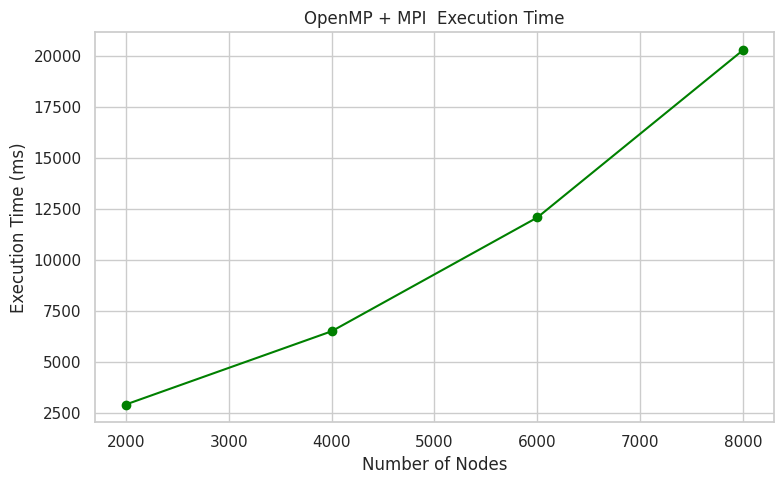 OpenMP + MPI  Execution Time
20000
17500
15000
12500
10000
7500
5000
2500
Execution Time (ms)
2000 3000 4000 5000 6000 7000 8000
Number of Nodes